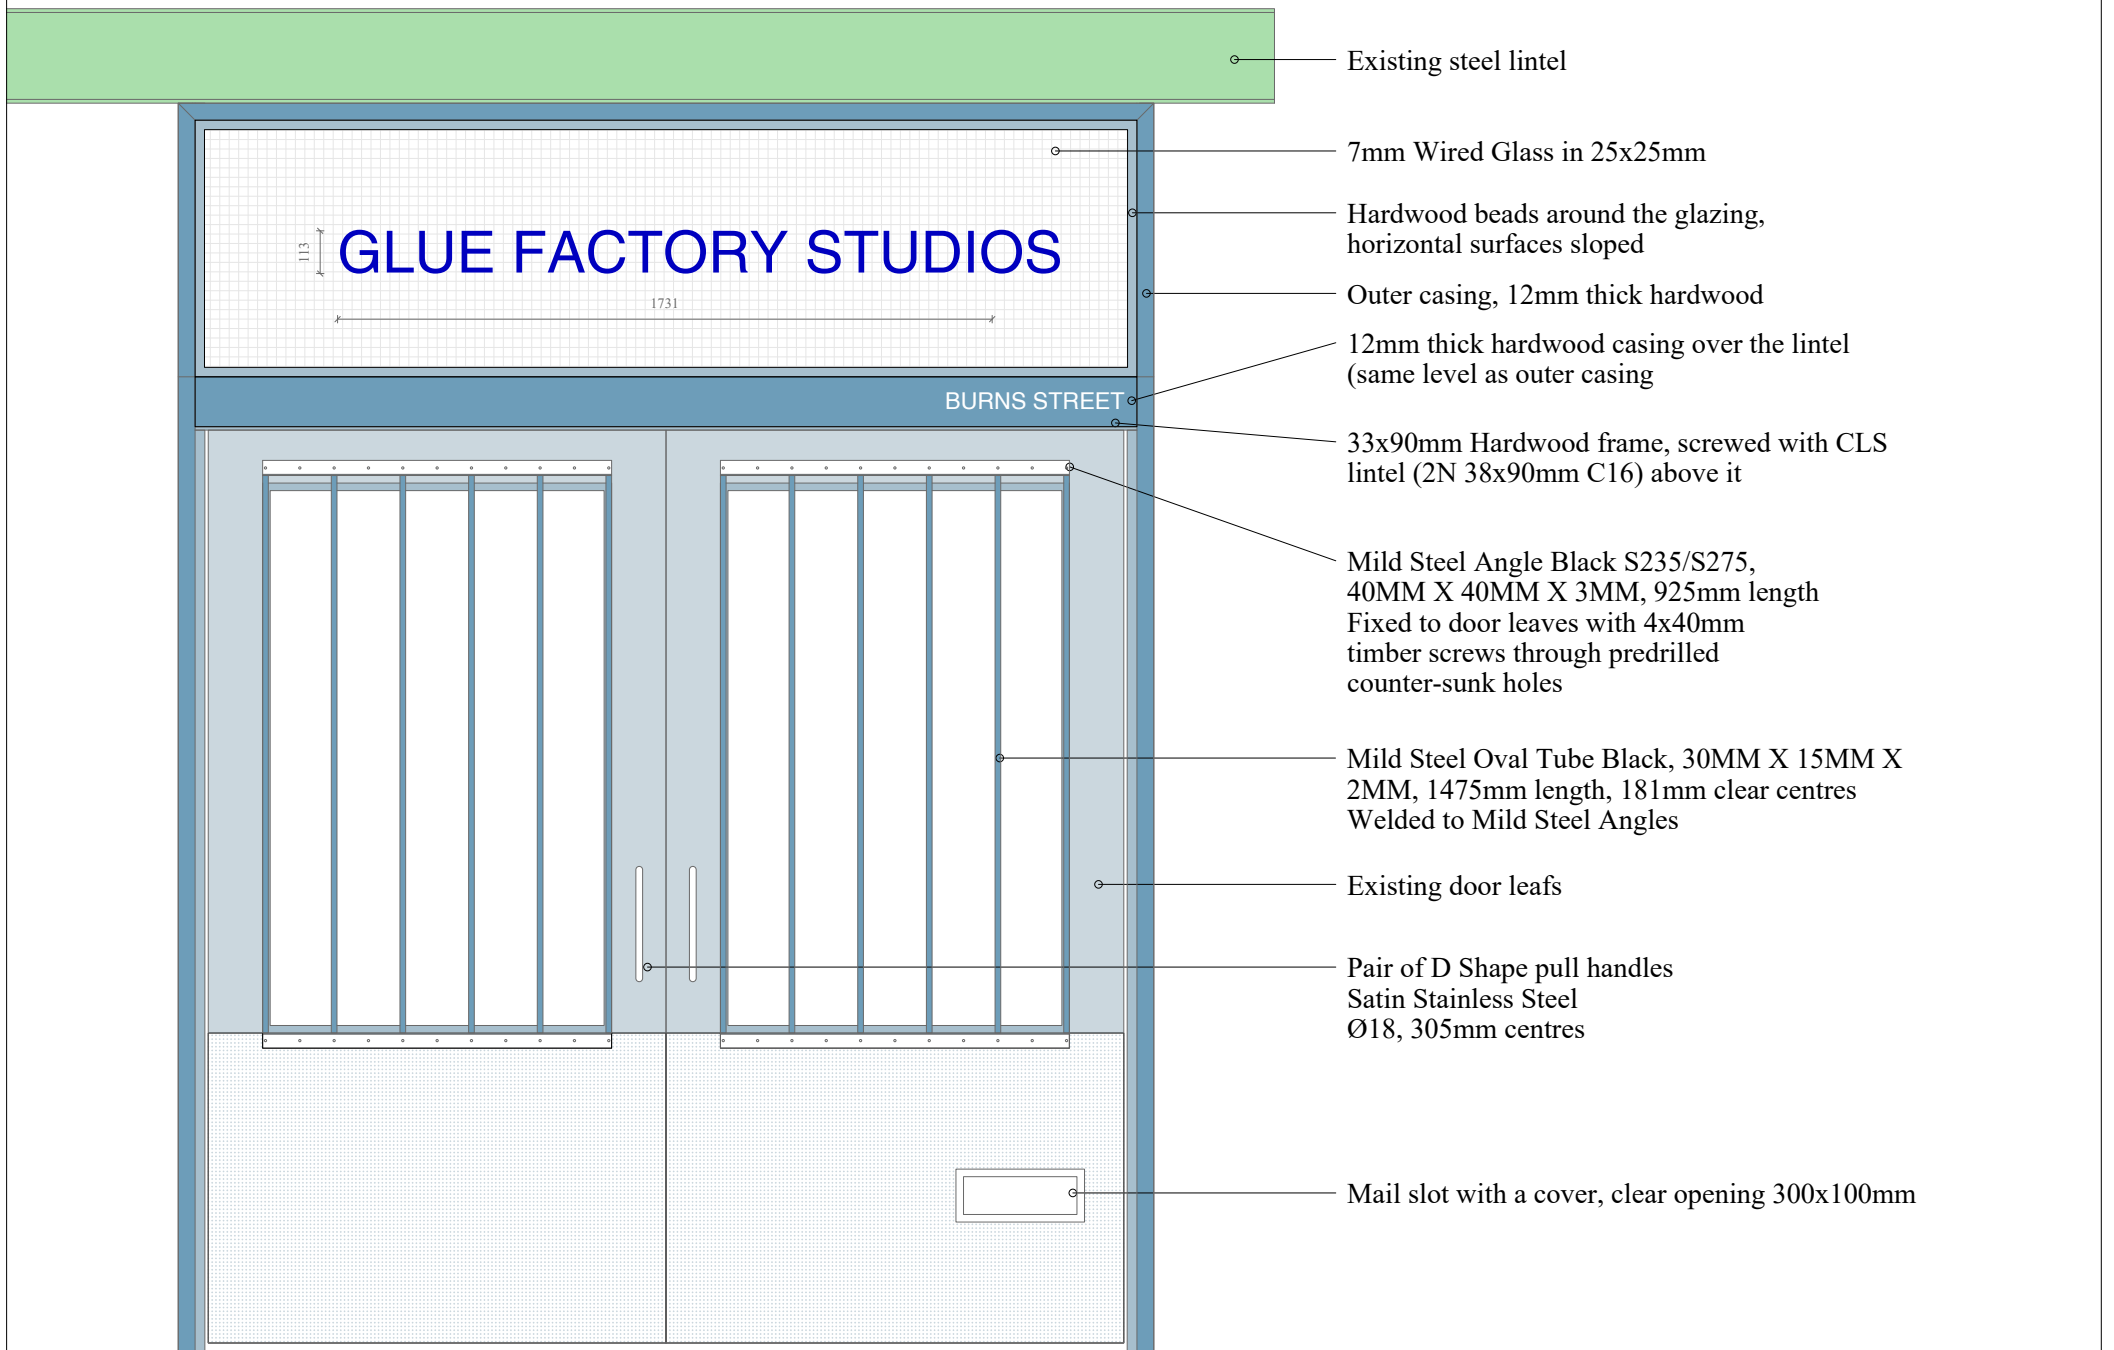 Existing steel lintel
7mm Wired Glass in 25x25mm
Hardwood beads around the glazing,
horizontal surfaces sloped
113
GLUE FACTORY STUDIOS
1731
Outer casing, 12mm thick hardwood
12mm thick hardwood casing over the lintel
(same level as outer casing
BURNS STREET
33x90mm Hardwood frame, screwed with CLS
lintel (2N 38x90mm C16) above it
Mild Steel Angle Black S235/S275,
40MM X 40MM X 3MM, 925mm length
Fixed to door leaves with 4x40mm
timber screws through predrilled
counter-sunk holes
Mild Steel Oval Tube Black, 30MM X 15MM X
2MM, 1475mm length, 181mm clear centres
Welded to Mild Steel Angles
Existing door leafs
Pair of D Shape pull handles
Satin Stainless Steel
Ø18, 305mm centres
Mail slot with a cover, clear opening 300x100mm